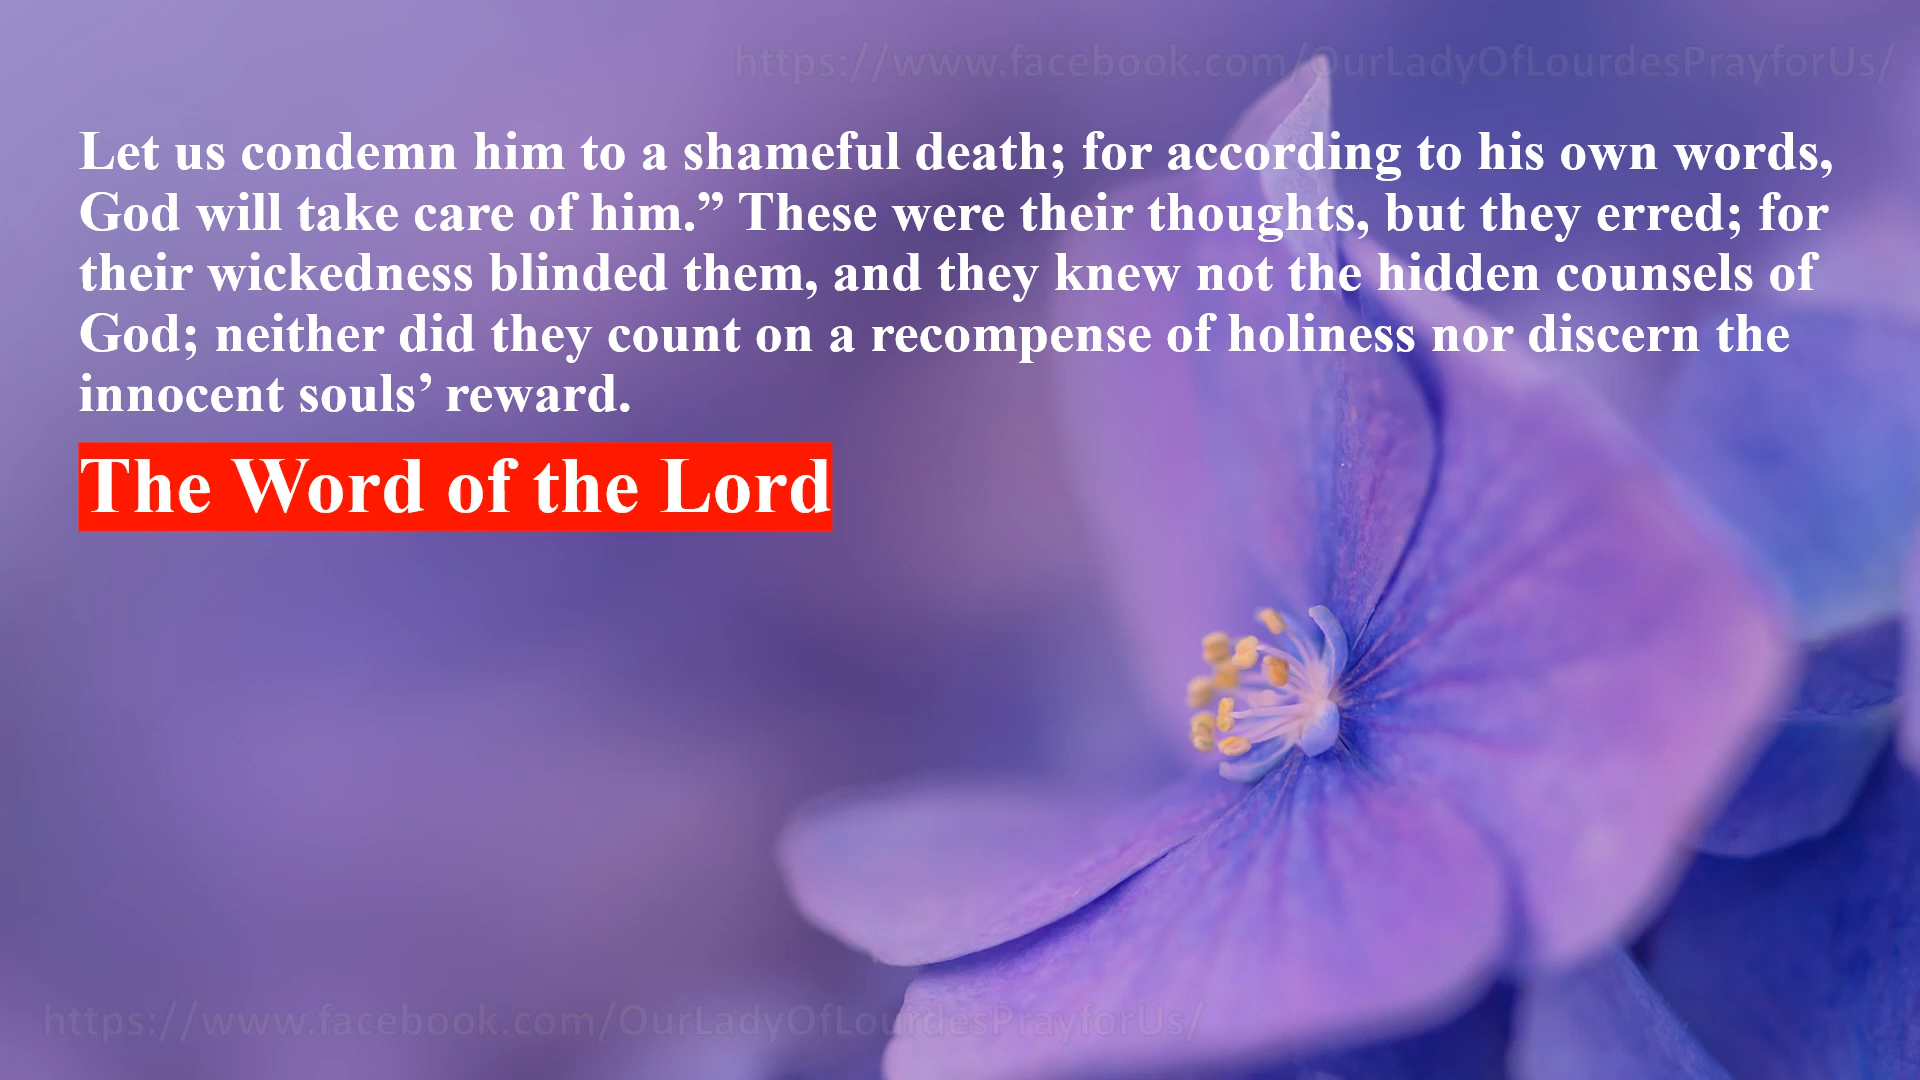 https://www.facebook.com/OurLadyOfLourdesPrayforUs/
Let us condemn him to a shameful death; for according to his own words,
God will take care of him.” These were their thoughts, but they erred; for
their wickedness blinded them, and they knew not the hidden counsels of
God; neither did they count on a recompense of holiness nor discern the
innocent souls’ reward.
The Word of the Lord
https://www.facebook.com/OurLadyOfLourdesPrayforUs/